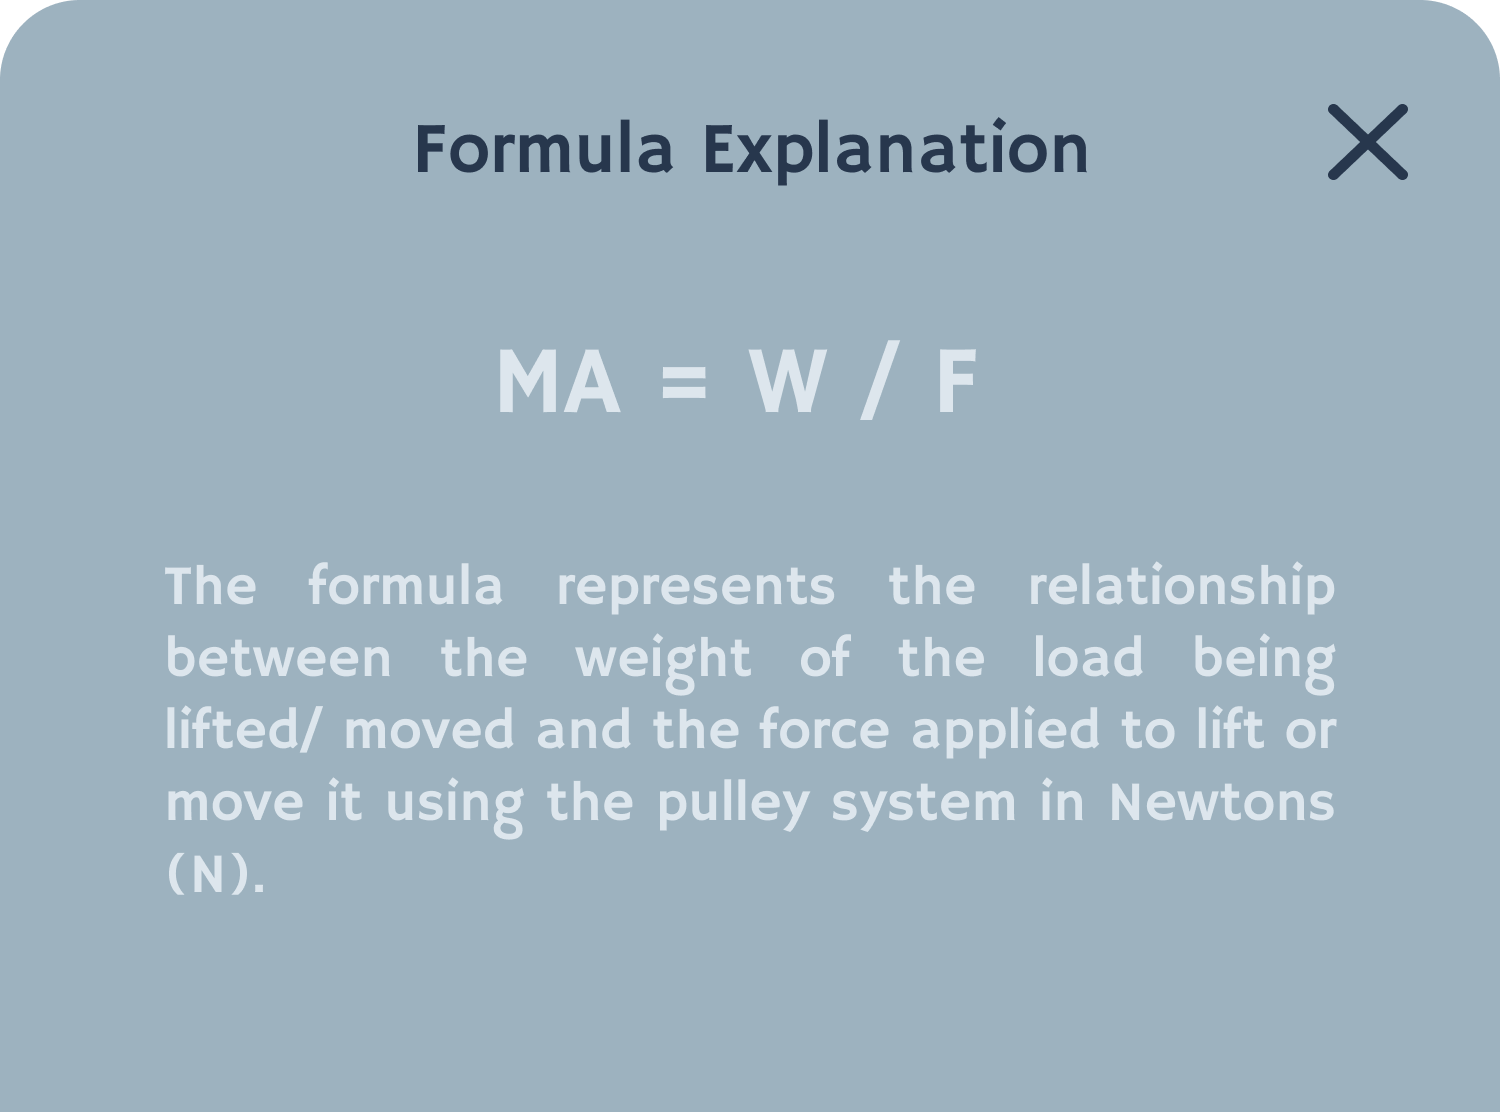 Formula Explanation
MA = W / F
The formula represents the relationship
between the weight of the load being
lifted/ moved and the force applied to lift or
move it using the pulley system in Newtons
(N).